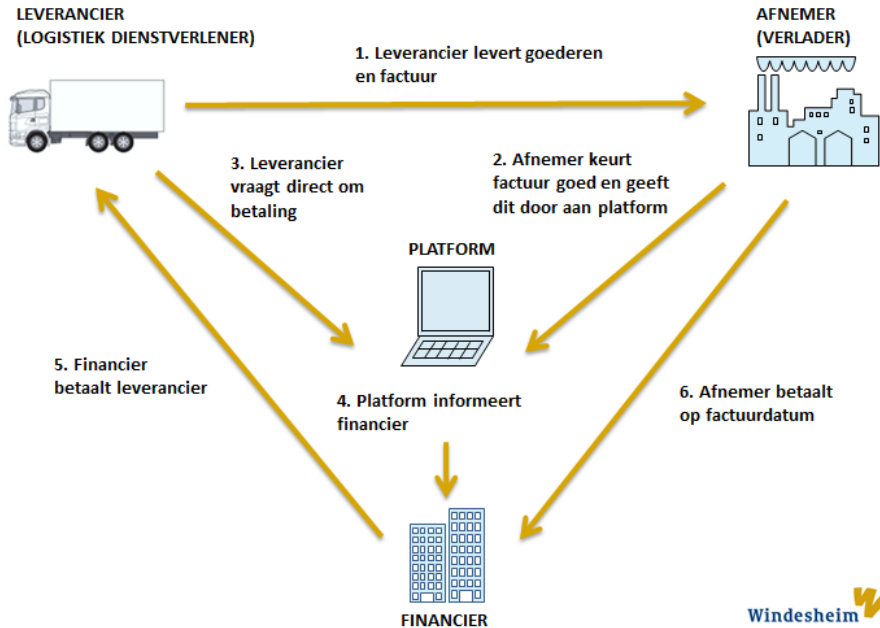 LEVERANCIER
(LOGISTIEK DIENSTVERLENER)
AFNEMER
(VERLADER)
1. Leverancier levert goederen
en factuur
3. Leverancier
vraagt direct om
betaling
2. Afnemer keurt
factuur goed en geeft
dit door aan platform
PLATFORM
5. Financier
betaalt leverancier
4. Platform informeert
financier
6. Afnemer betaalt
op factuurdatum
FINANCIER
Windesheim